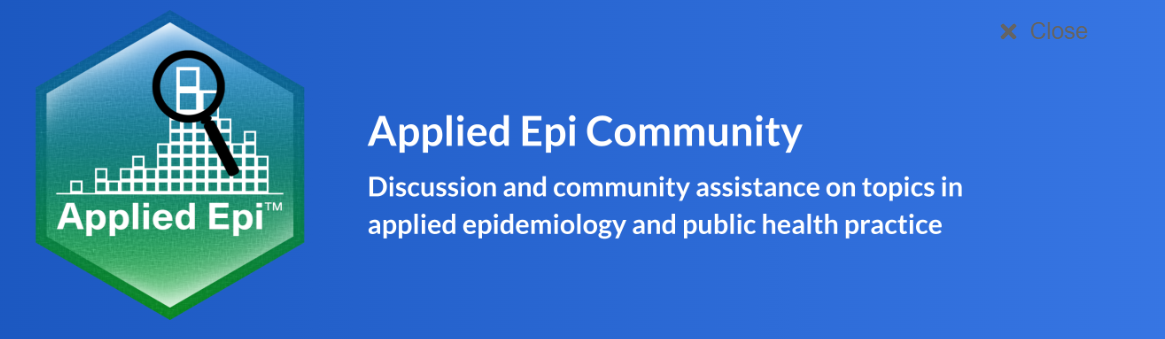 ✕ Close
Applied Epi Community
Discussion and community assistance on topics in
applied epidemiology and public health practice
Applied Epi™